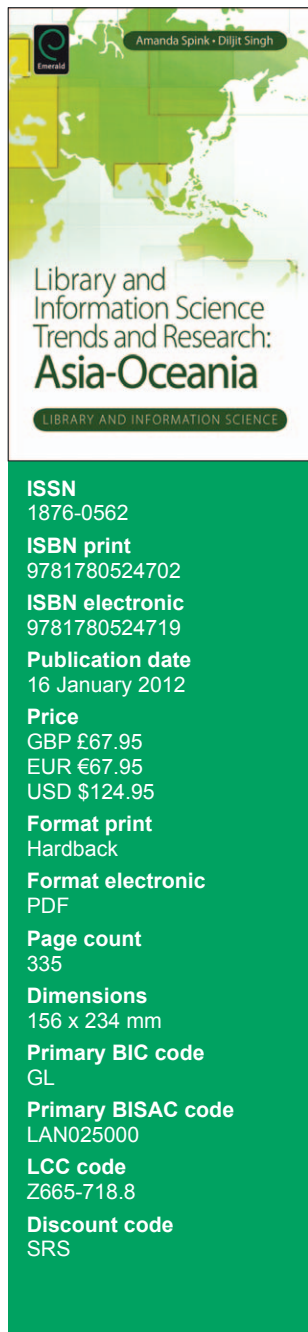 Amanda Spink • Diljit Singh
Emerald
Library and
Information Science
Trends and Research:
Asia-Oceania
LIBRARY AND INFORMATION SCIENCE
ISSN
1876-0562
ISBN print
9781780524702
ISBN electronic
9781780524719
Publication date
16 January 2012
Price
GBP £67.95
EUR €67.95
USD $124.95
Format print
Hardback
Format electronic
PDF
Page count
335
Dimensions
156 x 234 mm
Primary BIC code
GL
Primary BISAC code
LAN025000
LCC code
Z665-718.8
Discount code
SRS